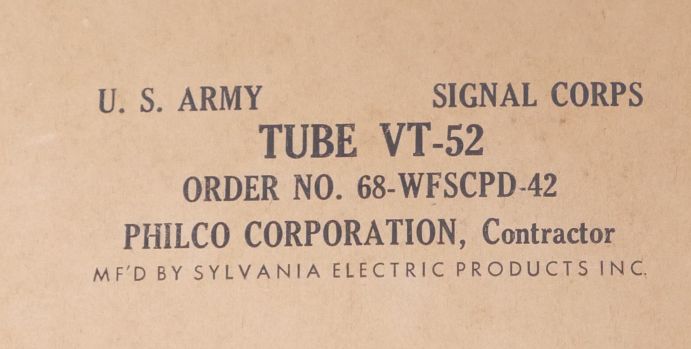 U. S. ARMY SIGNAL CORPS
TUBE VT-52
ORDER NO. 68-WFSCPD-42
PHILCO CORPORATION, Contractor
MF'D BY SYLVANIA ELECTRIC PRODUCTS INC.